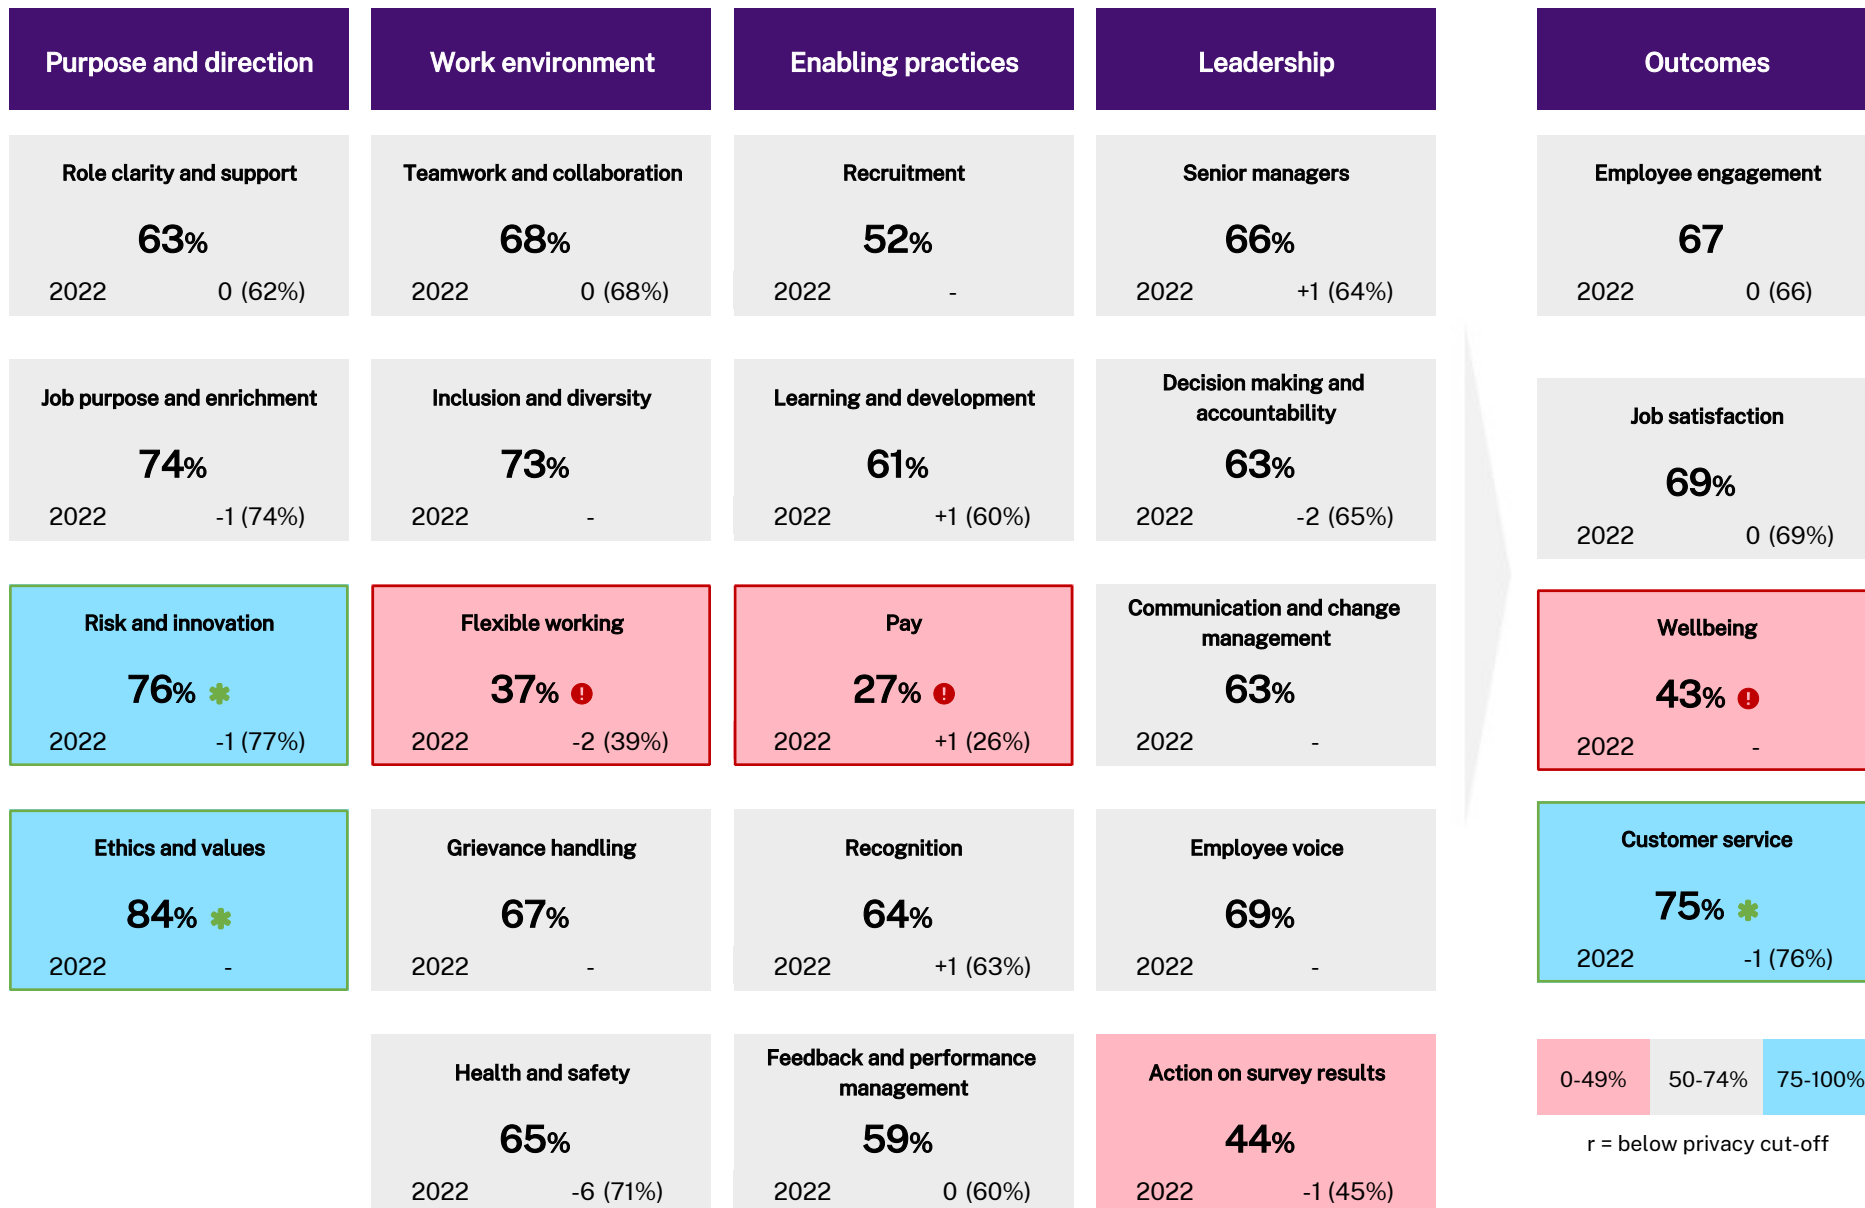 Purpose and direction
Work environment
Enabling practices
Leadership
Outcomes
Role clarity and support
63%
2022 0 (62%)
Teamwork and collaboration
68%
2022 0 (68%)
Recruitment
52%
2022 -
Senior managers
66%
2022 +1 (64%)
Employee engagement
67
2022 0 (66)
Job purpose and enrichment
74%
2022 -1 (74%)
Inclusion and diversity
73%
2022 -
Learning and development
61%
2022 +1 (60%)
Decision making and
accountability
63%
2022 -2 (65%)
Job satisfaction
69%
2022 0 (69%)
Risk and innovation
76%
2022 -1 (77%)
Flexible working
37%
2022 -2 (39%)
Pay
27%
2022 +1 (26%)
Communication and change
management
63%
2022 -
Wellbeing
43%
2022 -
Ethics and values
84%
2022 -
Grievance handling
67%
2022 -
Recognition
64%
2022 +1 (63%)
Employee voice
69%
2022 -
Customer service
75%
2022 -1 (76%)
Health and safety
65%
2022 -6 (71%)
Feedback and performance
management
59%
2022 0 (60%)
Action on survey results
44%
2022 -1 (45%)
0-49% 50-74% 75-100%
r = below privacy cut-off